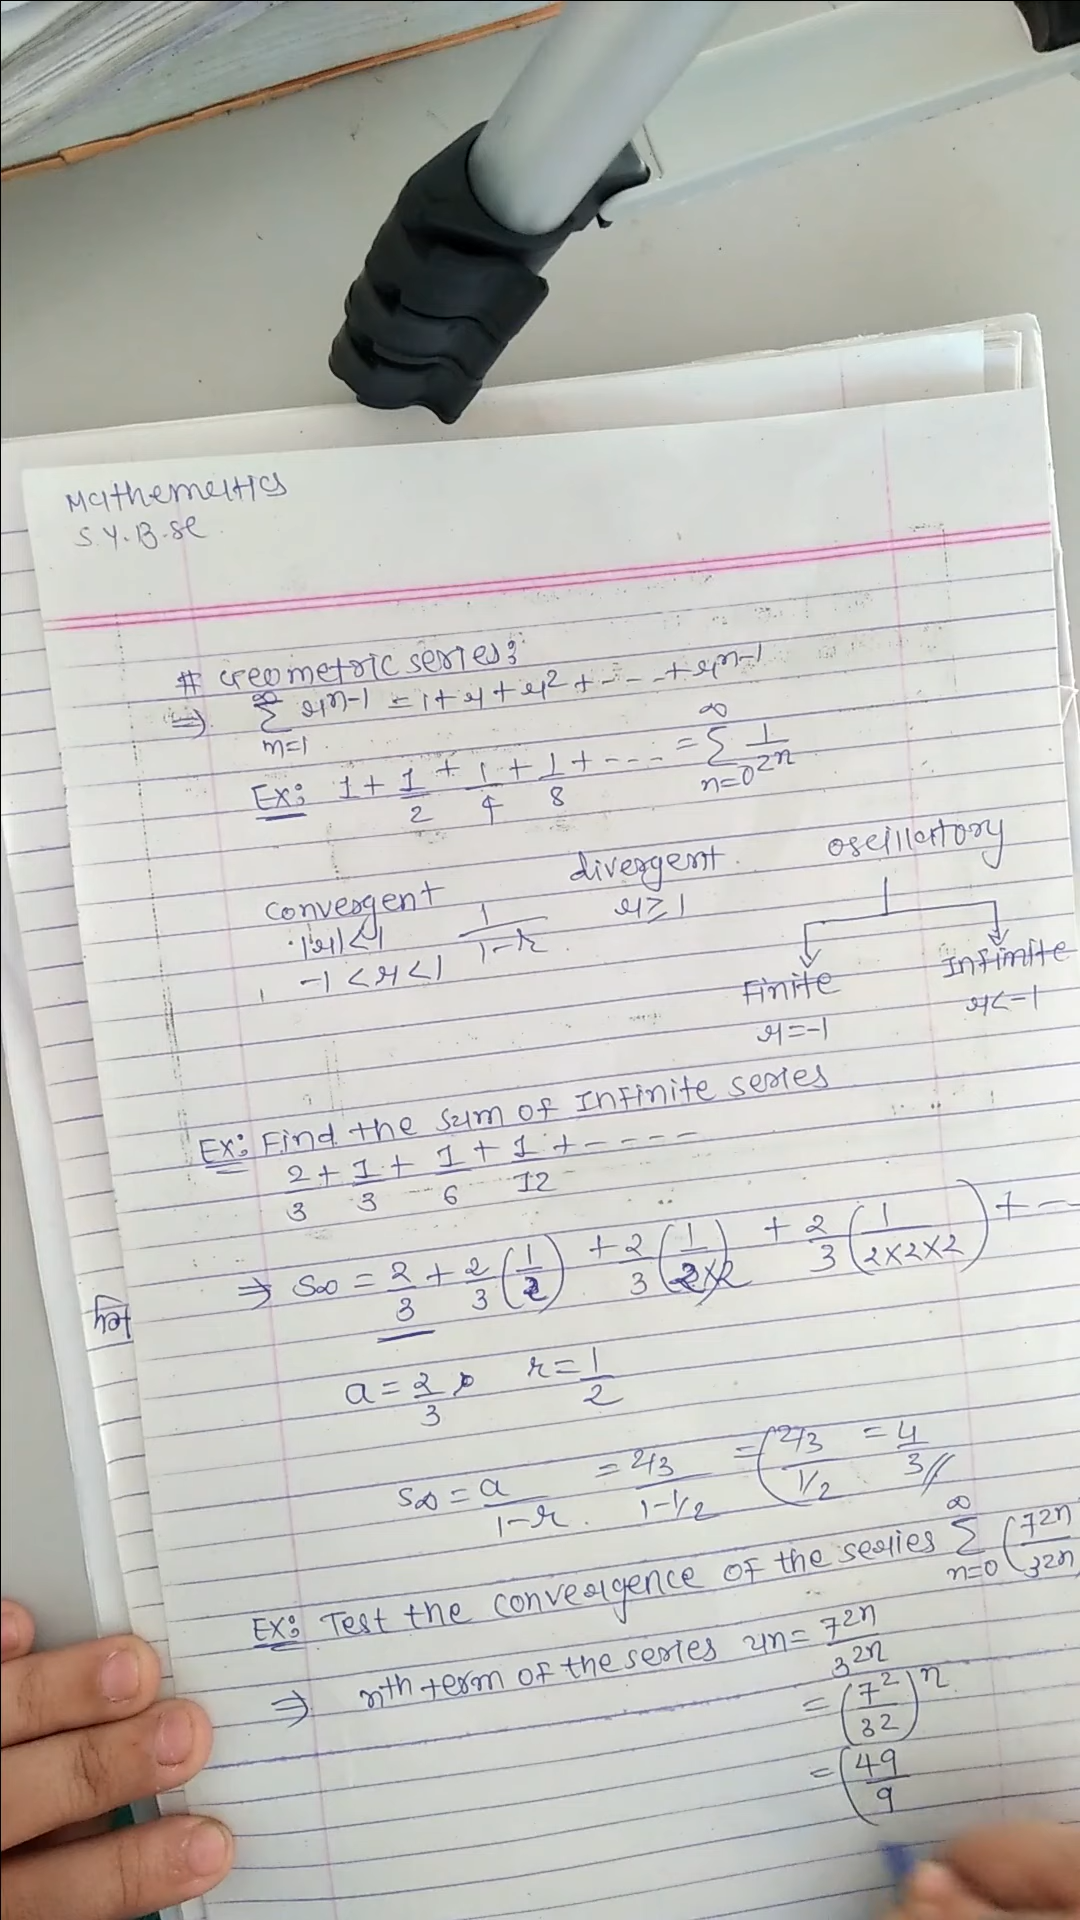 Mathematics
S.Y.B.sc
# Geometric series:
⇒ ∞ Σ n=1 r^n-1 = 1 + r + r^2 + ---- + r^n-1
Ex: 1 + 1/2 + 1/4 + 1/8 + ---- = ∞ Σ n=0 1/2^n
convergent divergent oscillatory
|r|<1 1/1-r r≥1
-1<r<1 Finite Infinite
r=-1 r<-1
Ex: Find the sum of Infinite series
2/3 + 1/3 + 1/6 + 1/12 + ----
⇒ S∞ = 2/3 + 2/3 (1/2) + 2/3 (1/2×2) + 2/3 (1/2×2×2) + --
a = 2/3, r = 1/2
S∞ = a/1-r. = 2/3/1-1/2 = (2/3/1/2 = 4/3//
Ex: Test the convergence of the series ∞ Σ n=0 (7^2n/3^2n)
⇒ nth term of the series un = 7^2n/3^2n
= (7^2/3^2)^n
= (49/9